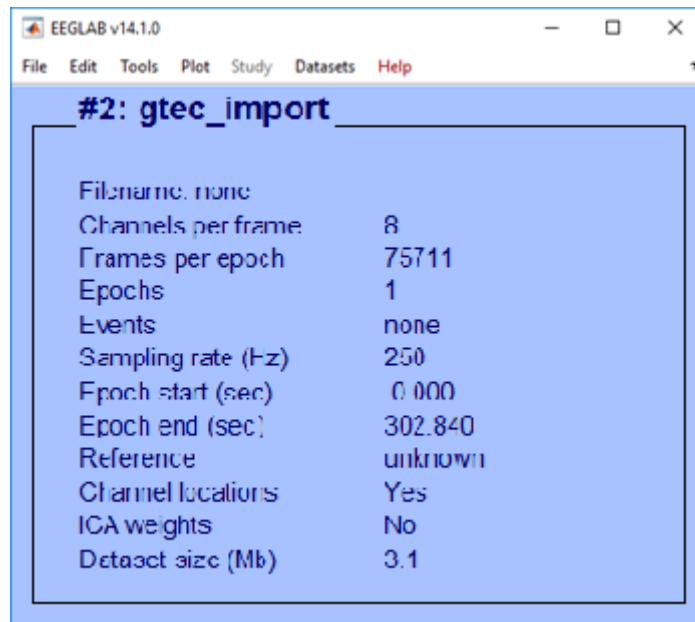 EEGLAB v14.1.0
File Edit Tools Plot Study Datasets Help
#2: gtec_import
Filename: none
Channels per frame 8
Frames per epoch 75711
Epochs 1
Events none
Sampling rate (Hz) 250
Epoch start (sec) 0.000
Epoch end (sec) 302.840
Reference unknown
Channel locations Yes
ICA weights No
Dataset size (Mb) 3.1